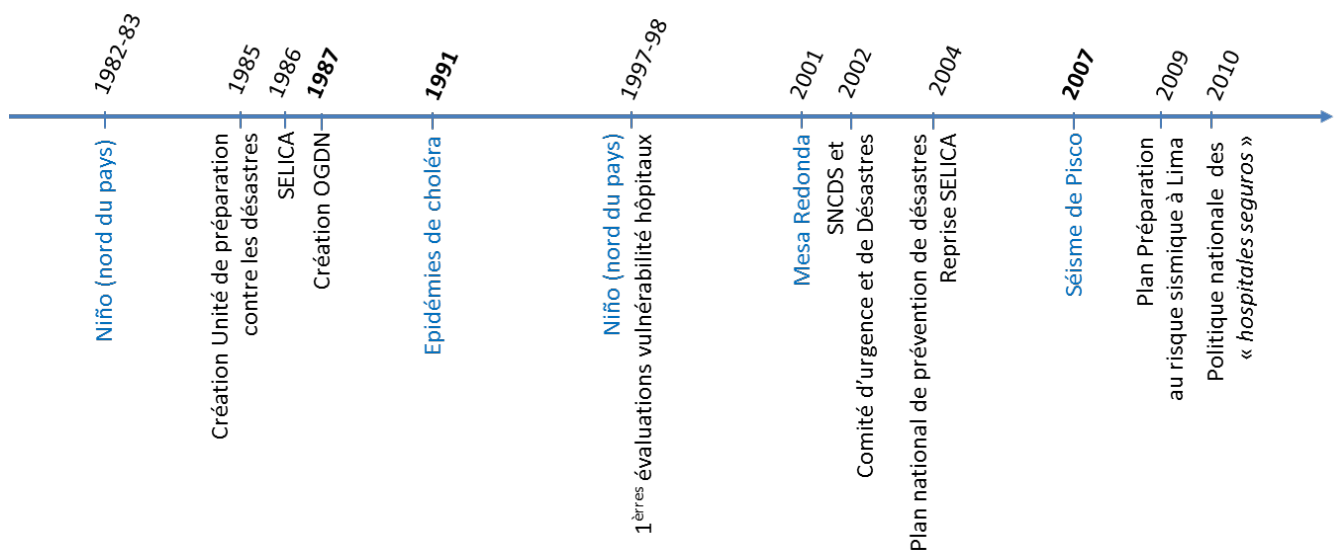 1982-83
1985
1986
1987
1991
1997-98
2001
2002
2004
2007
2009
2010
Niño (nord du pays)
Création Unité de préparation
contre les désastres
SELICA
Création OGDN
Epidémies de choléra
Niño (nord du pays)
1èrres évaluations vulnérabilité hôpitaux
Mesa Redonda
SNCDS et
Comité d’urgence et de Désastres
Plan national de prévention de désastres
Reprise SELICA
Séisme de Pisco
Plan Préparation
au risque sismique à Lima
Politique nationale des
« hospitales seguros »